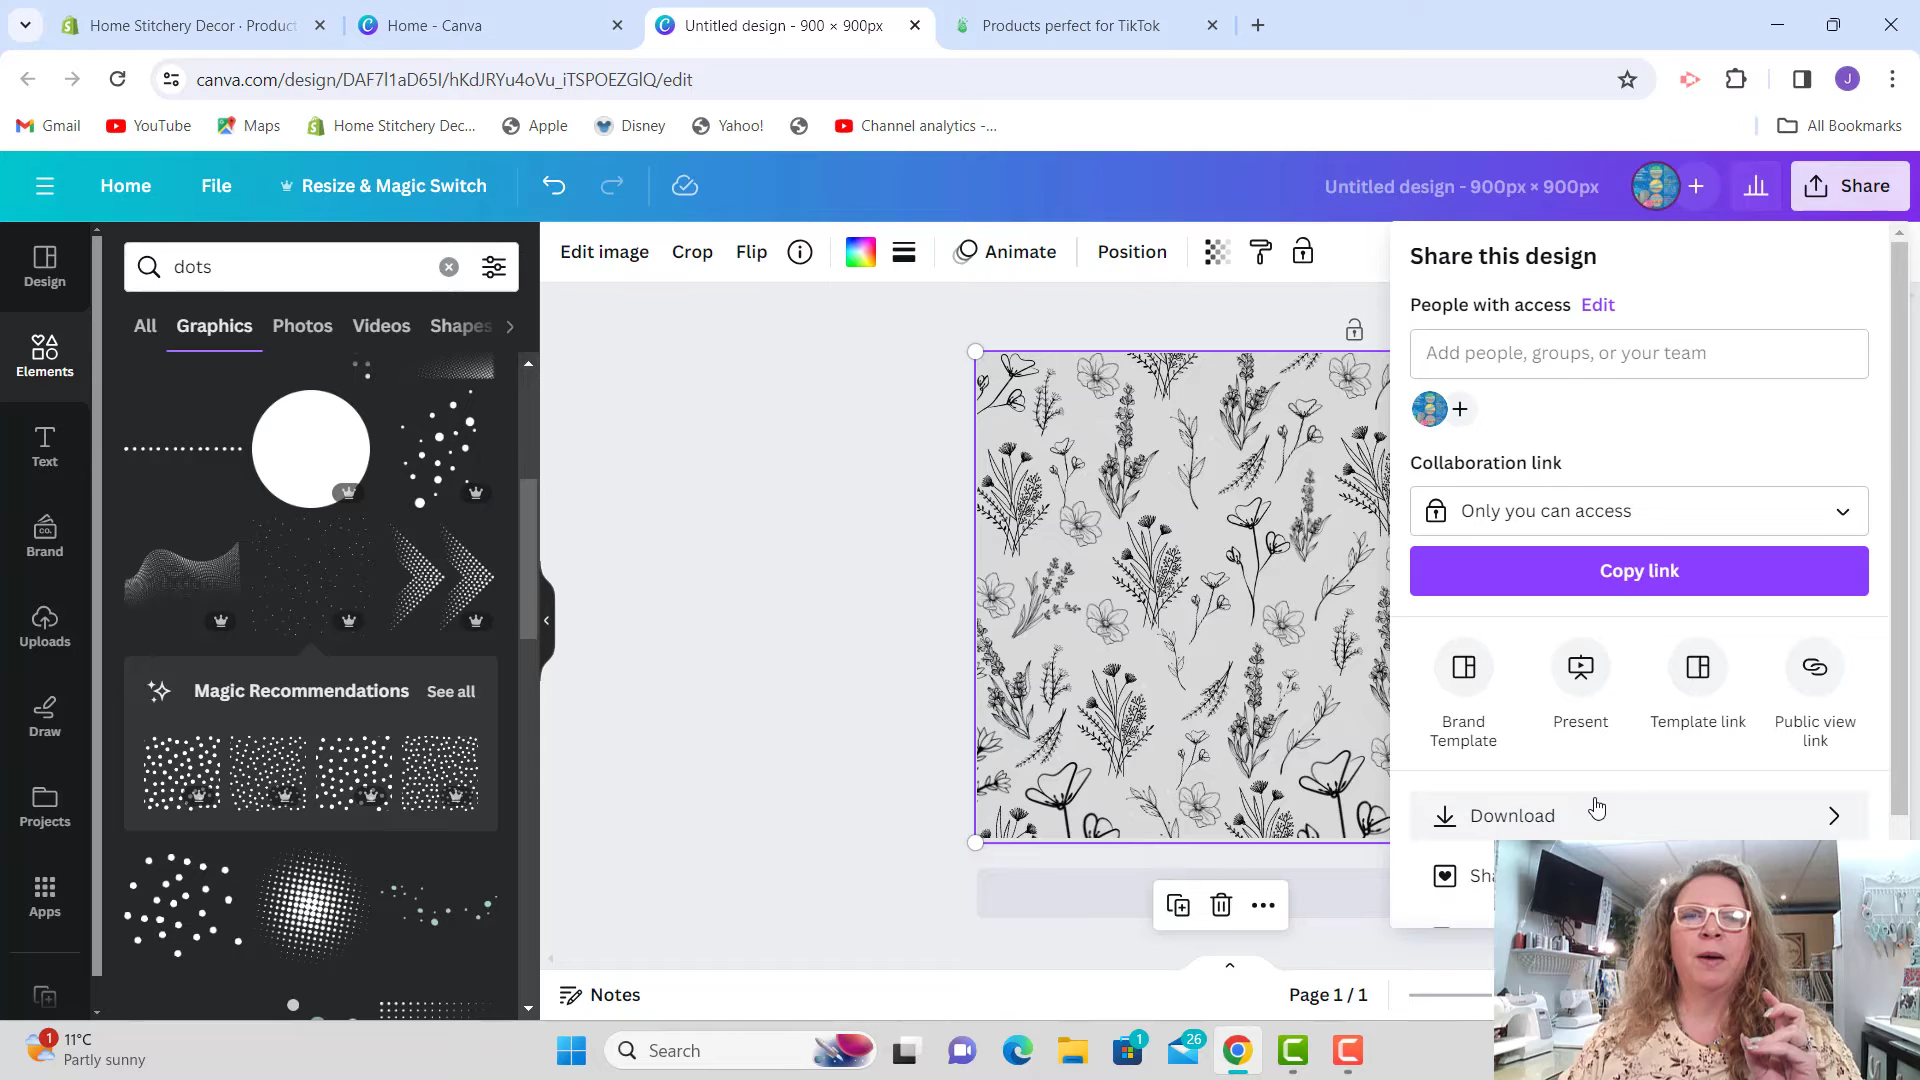 Home Stitchery Decor · Product
Home - Canva
Untitled design - 900 × 900px
Products perfect for TikTok
canva.com/design/DAF7l1aD65I/hKdJRYu4oVu_iTSPOEZGlQ/edit
J
Gmail
YouTube
Maps
Home Stitchery Dec...
Apple
Disney
Yahoo!
Channel analytics -...
All Bookmarks
Home
File
Resize & Magic Switch
Untitled design - 900px × 900px
Share
Design
Elements
Text
CO.
Brand
Uploads
Draw
Projects
Apps
dots
All
Graphics
Photos
Videos
Shapes
Magic Recommendations
See all
Edit image
Crop
Flip
Animate
Position
Share this design
People with access
Edit
Add people, groups, or your team
Collaboration link
Only you can access
Copy link
Brand
Template
Present
Template link
Public view
link
Download
Sha
Notes
Page 1 / 1
1
11°C
Partly sunny
Search
1
26